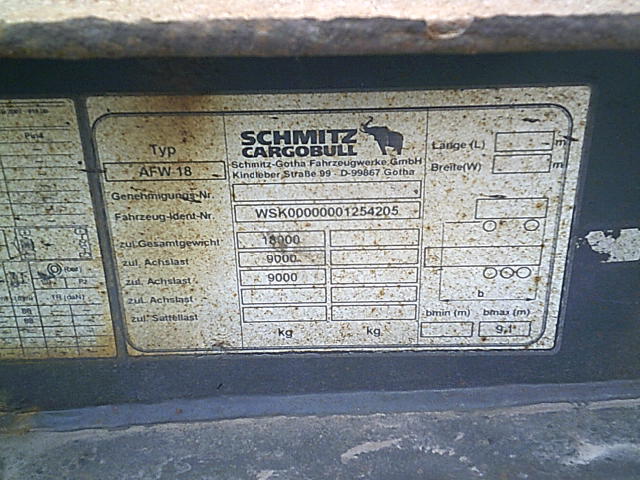 SCHMITZ
CARGOBULL
Schmitz-Gotha Fahrzeugwerke GmbH
Kindleber Straße 99 D-99867 Gotha
Typ
AFW 18
Genehmigungs-Nr.
Fahrzeug-Ident-Nr.
WSK00000001254205
zul.Gesamtgewicht
18000
zul. Achslast
9000
zul. Achslast
9000
zul. Achslast
zul. Sattellast
kg kg
Länge (L) m
Breite(W) m
b
bmin (m) bmax (m)
9,1